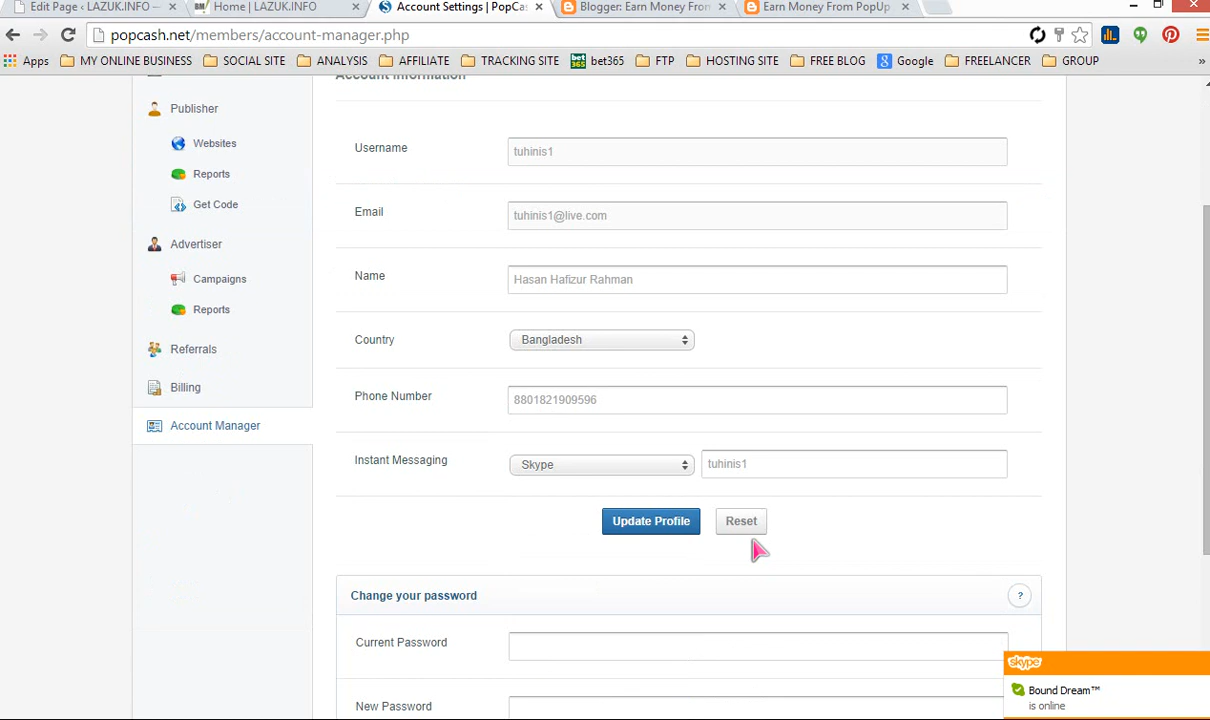 Edit Page ‹ LAZUK.INFO —
Home | LAZUK.INFO
Account Settings | PopCas
Blogger: Earn Money From
Earn Money From PopUp
popcash.net/members/account-manager.php
Apps
MY ONLINE BUSINESS
SOCIAL SITE
ANALYSIS
AFFILIATE
TRACKING SITE
bet365
bet365
FTP
HOSTING SITE
FREE BLOG
Google
FREELANCER
GROUP
»
Account Information
Publisher
Websites
Reports
Get Code
Advertiser
Campaigns
Reports
Referrals
Billing
Account Manager
Username
tuhinis1
Email
tuhinis1@live.com
Name
Hasan Hafizur Rahman
Country
Bangladesh
Phone Number
8801821909596
Instant Messaging
Skype
tuhinis1
Update Profile
Reset
Change your password
?
Current Password
New Password
skype
Bound Dream™
is online